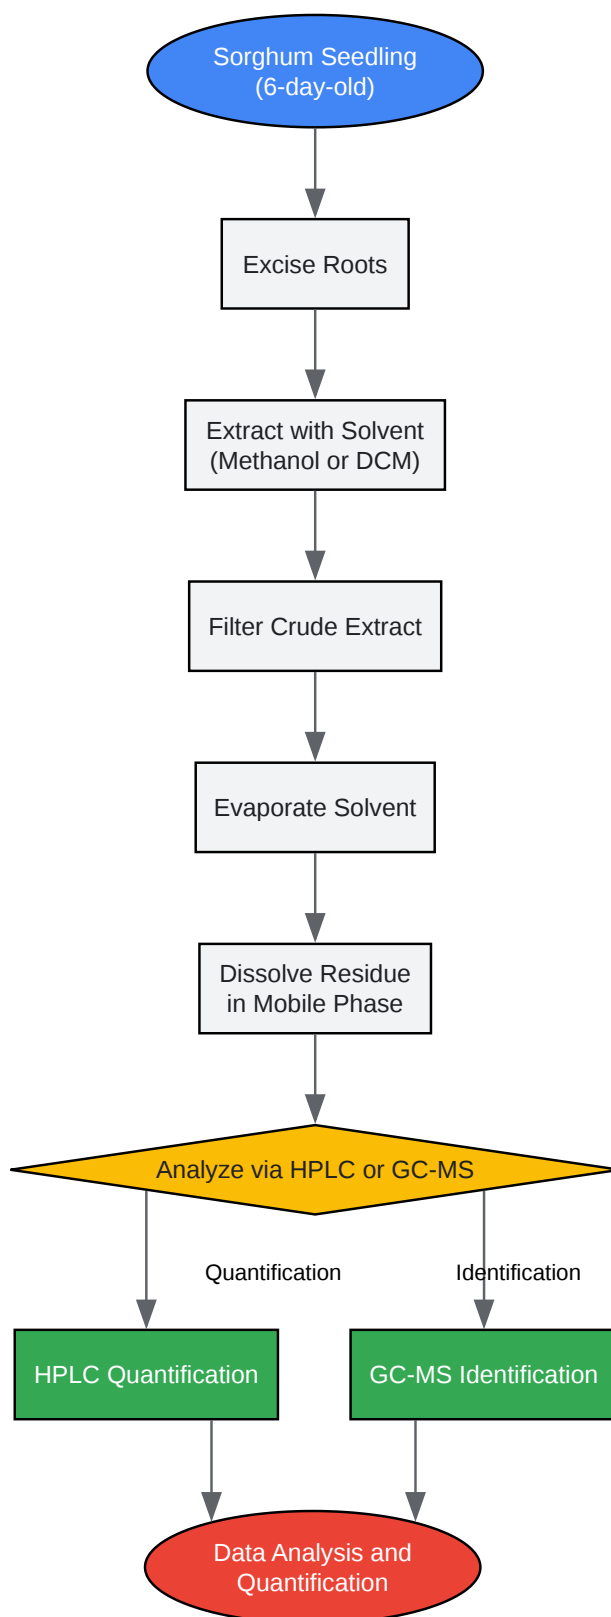 Sorghum Seedling
(6-day-old)
Excise Roots
Extract with Solvent
(Methanol or DCM)
Filter Crude Extract
Evaporate Solvent
Dissolve Residue
in Mobile Phase
Analyze via HPLC or GC-MS
Quantification
Identification
HPLC Quantification
GC-MS Identification
Data Analysis and
Quantification